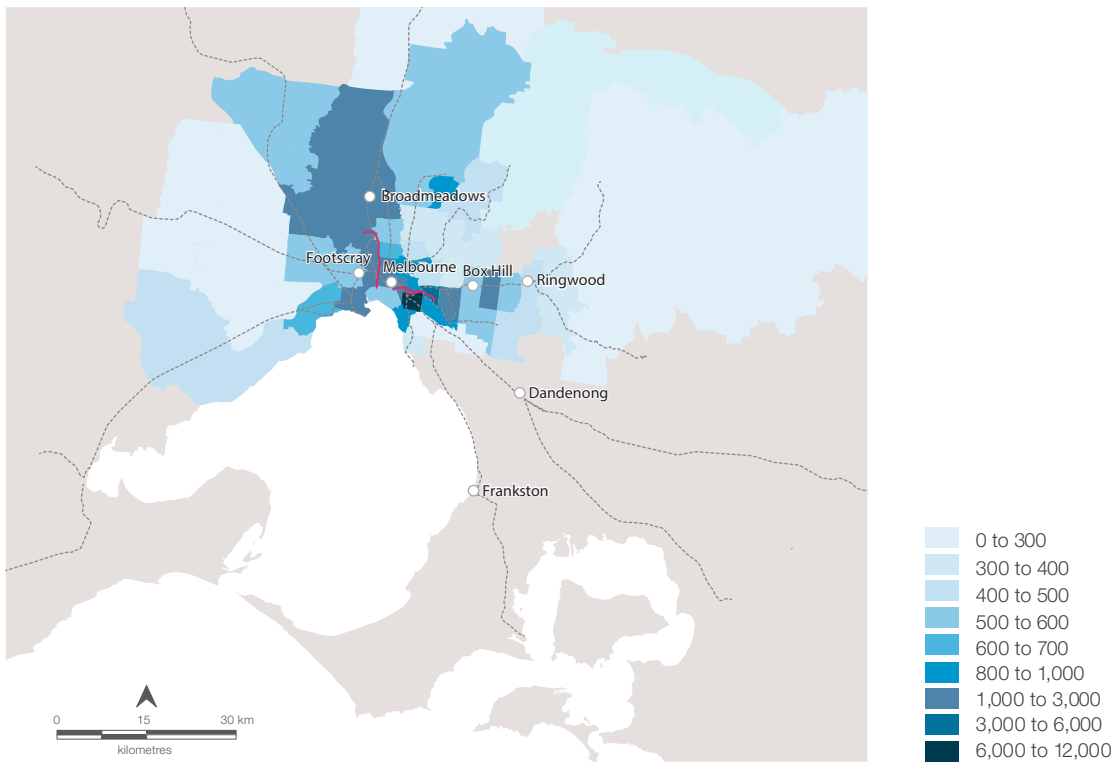 Broadmeadows
Footscray
Melbourne
Box Hill
Ringwood
Dandenong
Frankston
0 15 30 km
kilometres
0 to 300
300 to 400
400 to 500
500 to 600
600 to 700
800 to 1,000
1,000 to 3,000
3,000 to 6,000
6,000 to 12,000